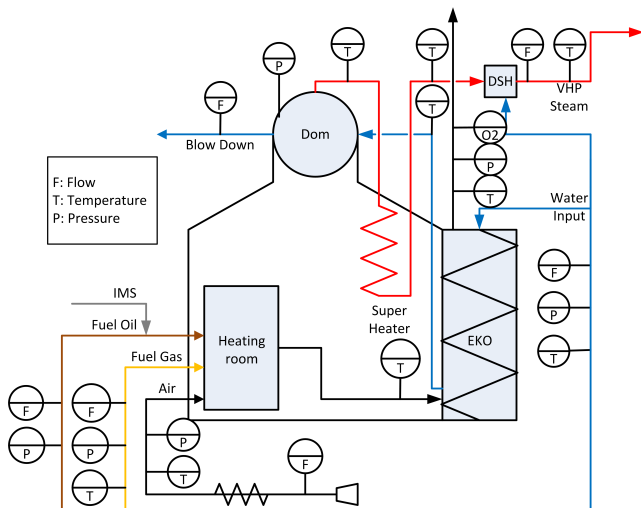 T
T
F
T
P
DSH
T
VHP
Steam
F
O2
Blow Down
Dom
P
F: Flow
T: Temperature
P: Pressure
T
Water
Input
F
IMS
P
Super
Heater
Fuel Oil
Heating
room
EKO
T
Fuel Gas
T
Air
F
F
P
P
P
F
T
T